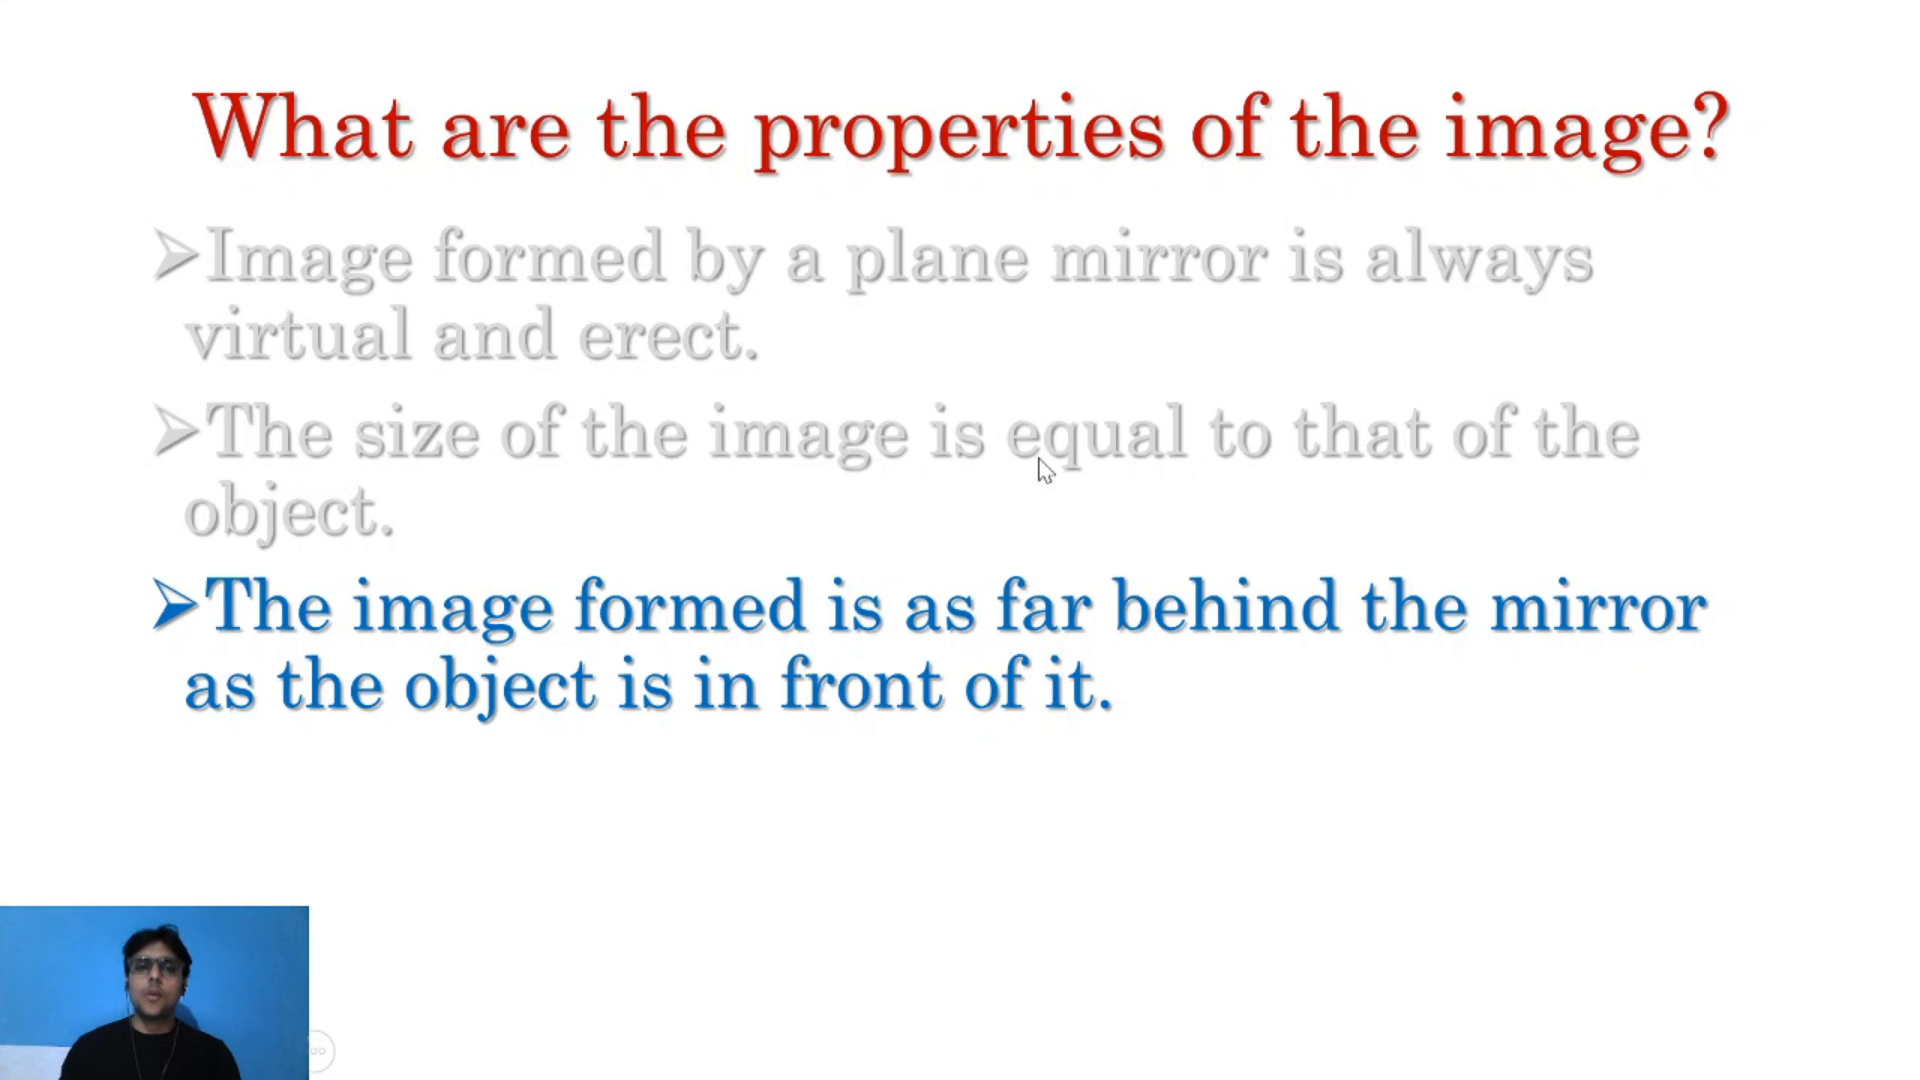 What are the properties of the image?
➢Image formed by a plane mirror is always
virtual and erect.
➢The size of the image is equal to that of the
object.
➢The image formed is as far behind the mirror
as the object is in front of it.